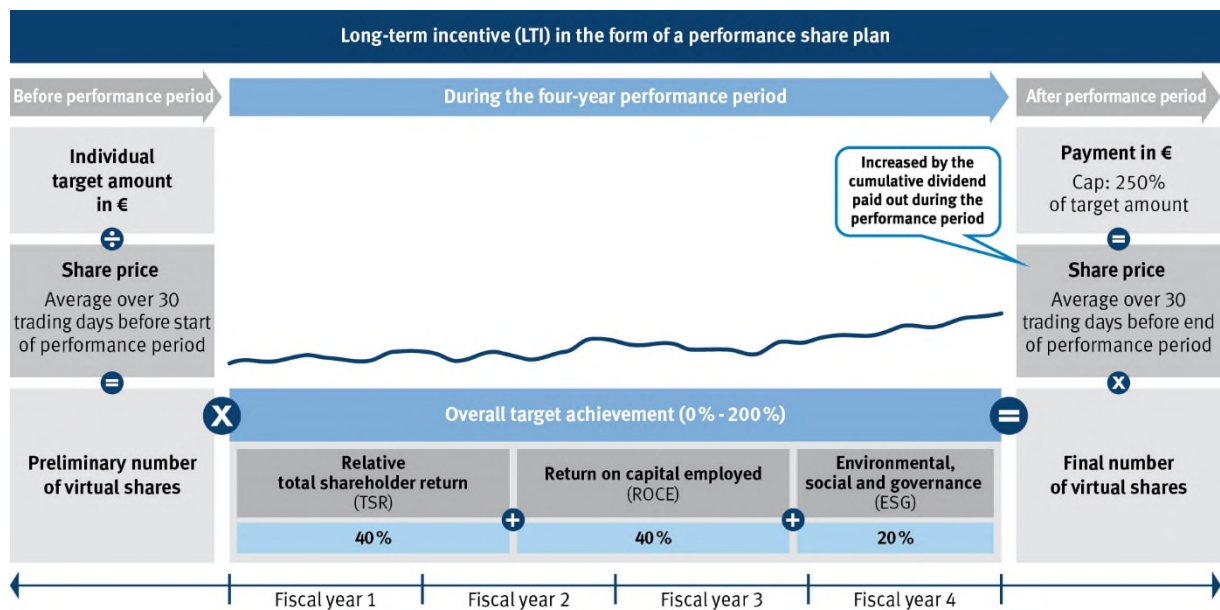 Long-term incentive (LTI) in the form of a performance share plan
Before performance period
During the four-year performance period
After performance period
Individual
target amount
in €
÷
Share price
Average over 30
trading days before start
of performance period
=
Preliminary number
of virtual shares
Increased by the
cumulative dividend
paid out during the
performance period
x
Overall target achievement (0 % - 200 %)
=
Relative
total shareholder return
(TSR)
40 %
+
Return on capital employed
(ROCE)
40 %
+
Environmental,
social and governance
(ESG)
20 %
Payment in €
Cap: 250%
of target amount
=
Share price
Average over 30
trading days before end
of performance period
x
Final number
of virtual shares
Fiscal year 1
Fiscal year 2
Fiscal year 3
Fiscal year 4